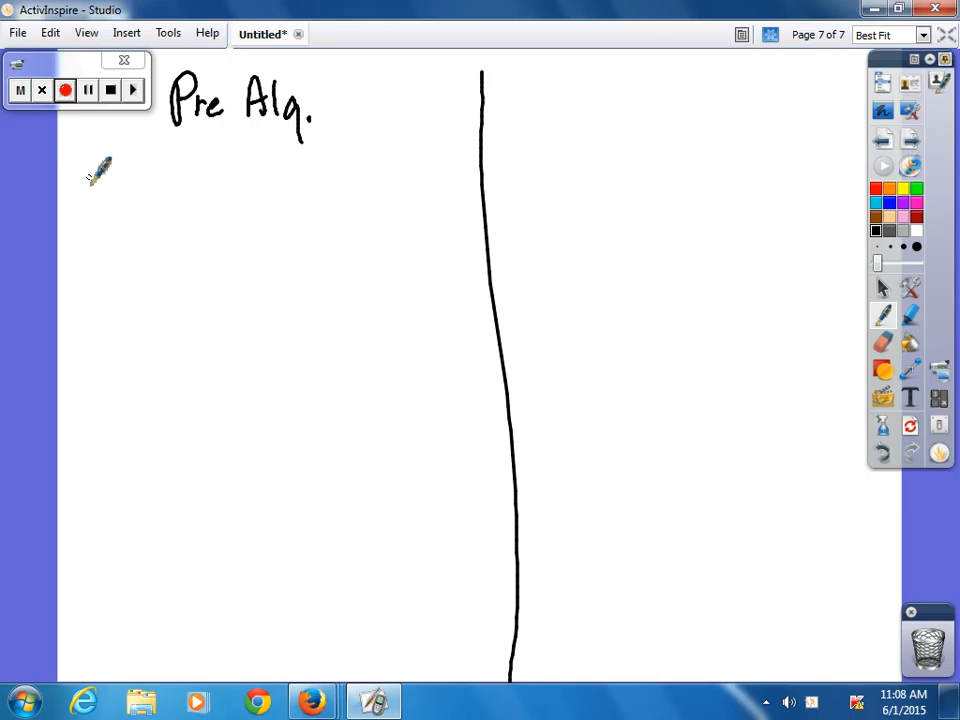 ActivInspire - Studio
File Edit View Insert Tools Help Untitled* Page 7 of 7 Best Fit
M
Pre Alg.
T
11:08 AM
6/1/2015